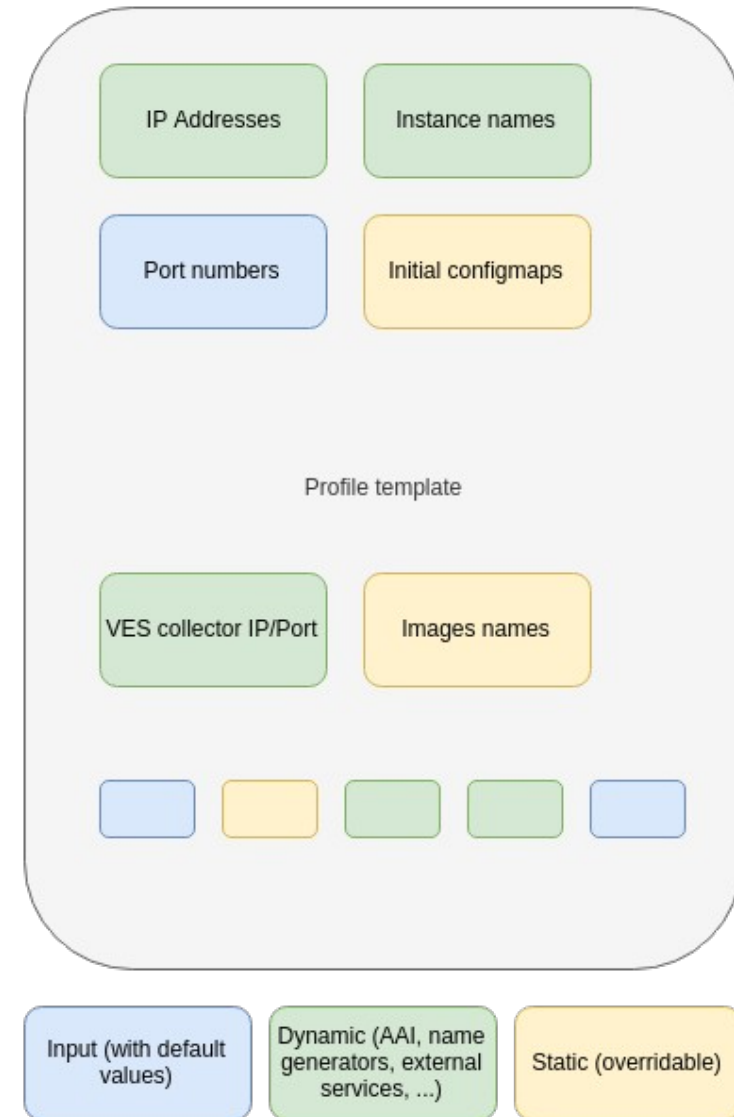 IP Addresses
Instance names
Port numbers
Initial configmaps
Profile template
VES collector IP/Port
Images names
Input (with default
values)
Dynamic (AAI, name
generators, external
services, ...)
Static (overridable)